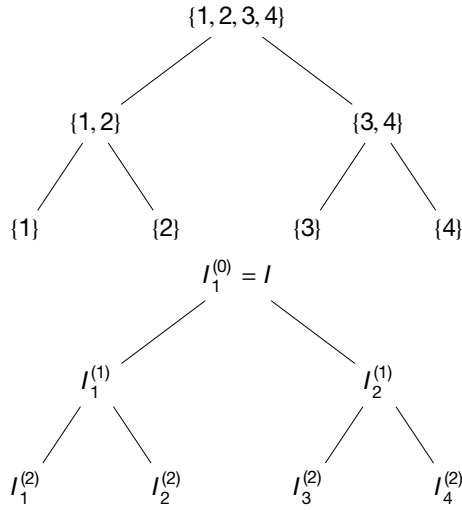 {1, 2, 3, 4}
{1, 2} {3, 4}
{1} {2} {3} {4}
I_1^{(0)} = I
I_1^{(1)} I_2^{(1)}
I_1^{(2)} I_2^{(2)} I_3^{(2)} I_4^{(2)}